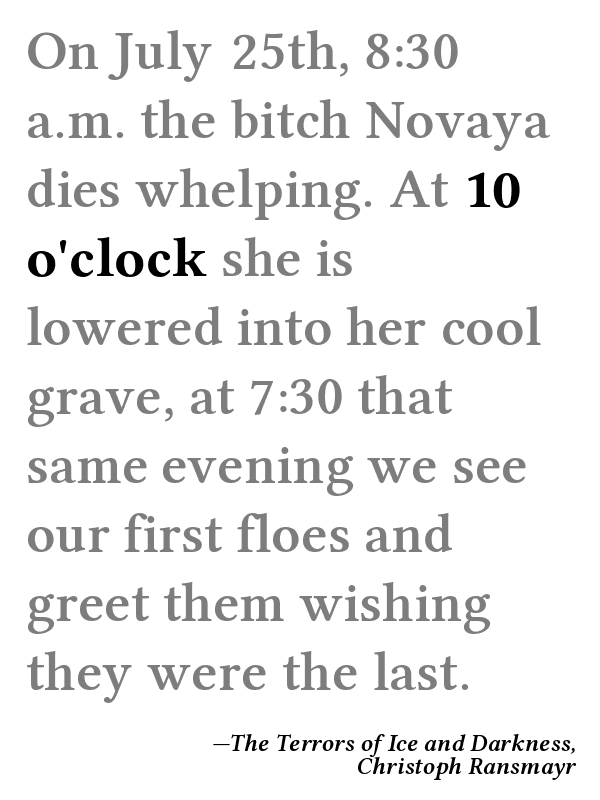 On July 25th, 8:30
a.m. the bitch Novaya
dies whelping. At 10
o'clock she is
lowered into her cool
grave, at 7:30 that
same evening we see
our first floes and
greet them wishing
they were the last.
—The Terrors of Ice and Darkness,
Christoph Ransmayr